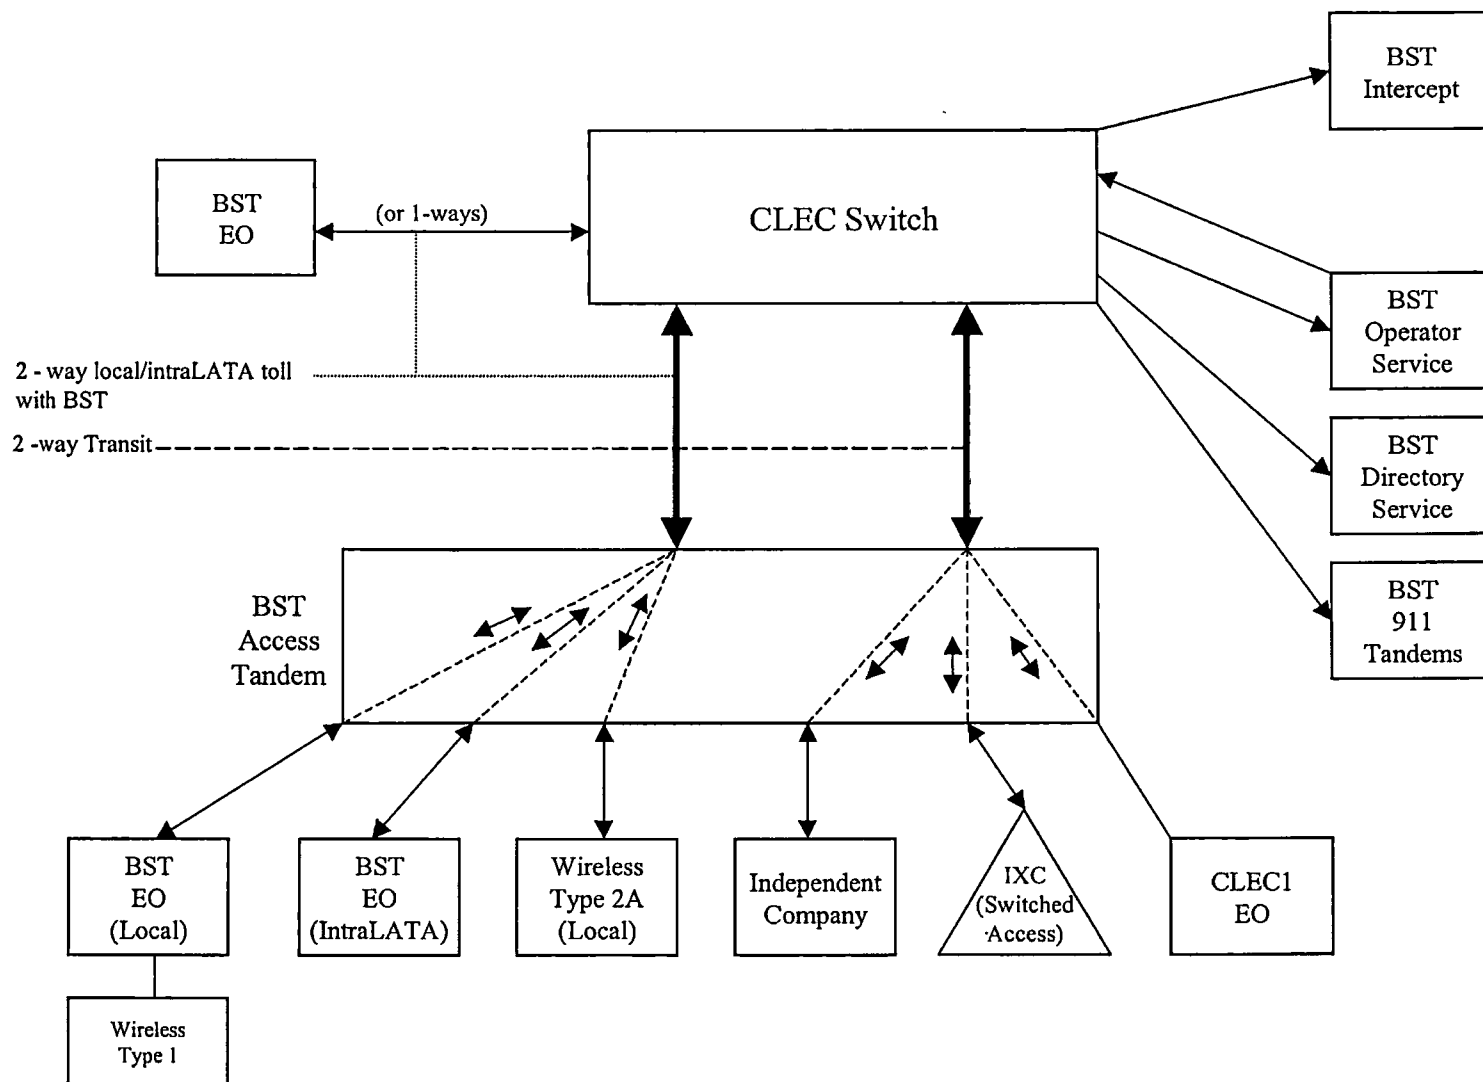 BST
Intercept
BST
EO
(or 1-ways)
CLEC Switch
BST
Operator
Service
2 - way local/intraLATA toll
with BST
2 -way Transit
BST
Directory
Service
BST
911
Tandems
BST
Access
Tandem
BST
EO
(Local)
BST
EO
(IntraLATA)
Wireless
Type 2A
(Local)
Independent
Company
IXC
(Switched
Access)
CLEC1
EO
Wireless
Type 1